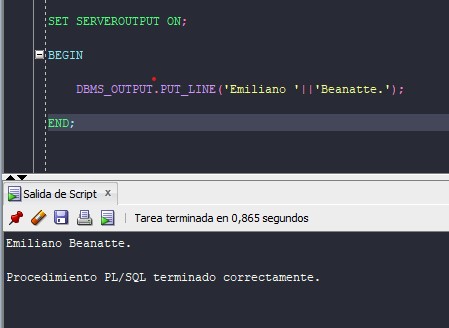 SET SERVEROUTPUT ON;
BEGIN
DBMS_OUTPUT.PUT_LINE('Emiliano '||'Beanatte.');
END;
Salida de Script x
Tarea terminada en 0,865 segundos
Emiliano Beanatte.
Procedimiento PL/SQL terminado correctamente.